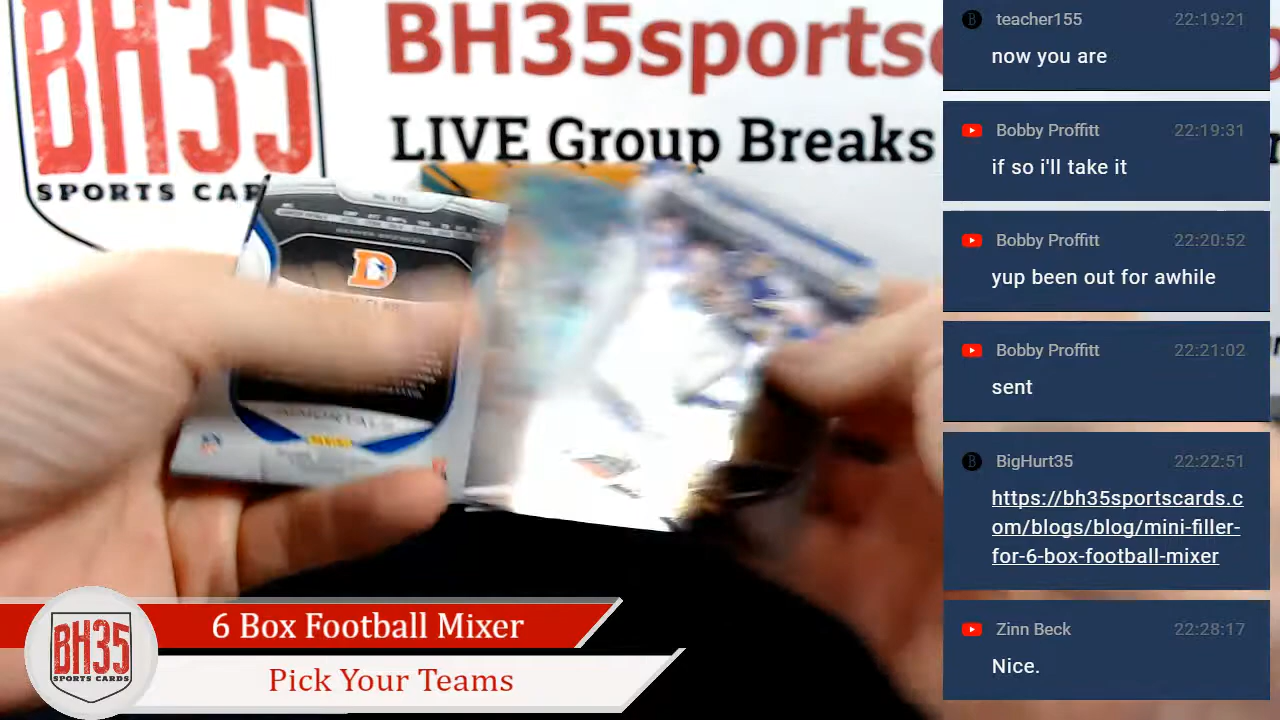 BH35
SPORTS CAR
BH35sportsc
LIVE Group Breaks
D
PANINI
teacher155 22:19:21
now you are
Bobby Proffitt 22:19:31
if so i'll take it
Bobby Proffitt 22:20:52
yup been out for awhile
Bobby Proffitt 22:21:02
sent
BigHurt35 22:22:51
https://bh35sportscards.c
om/blogs/blog/mini-filler-
for-6-box-football-mixer
Zinn Beck 22:28:17
Nice.
BH35
SPORTS CARDS
6 Box Football Mixer
Pick Your Teams